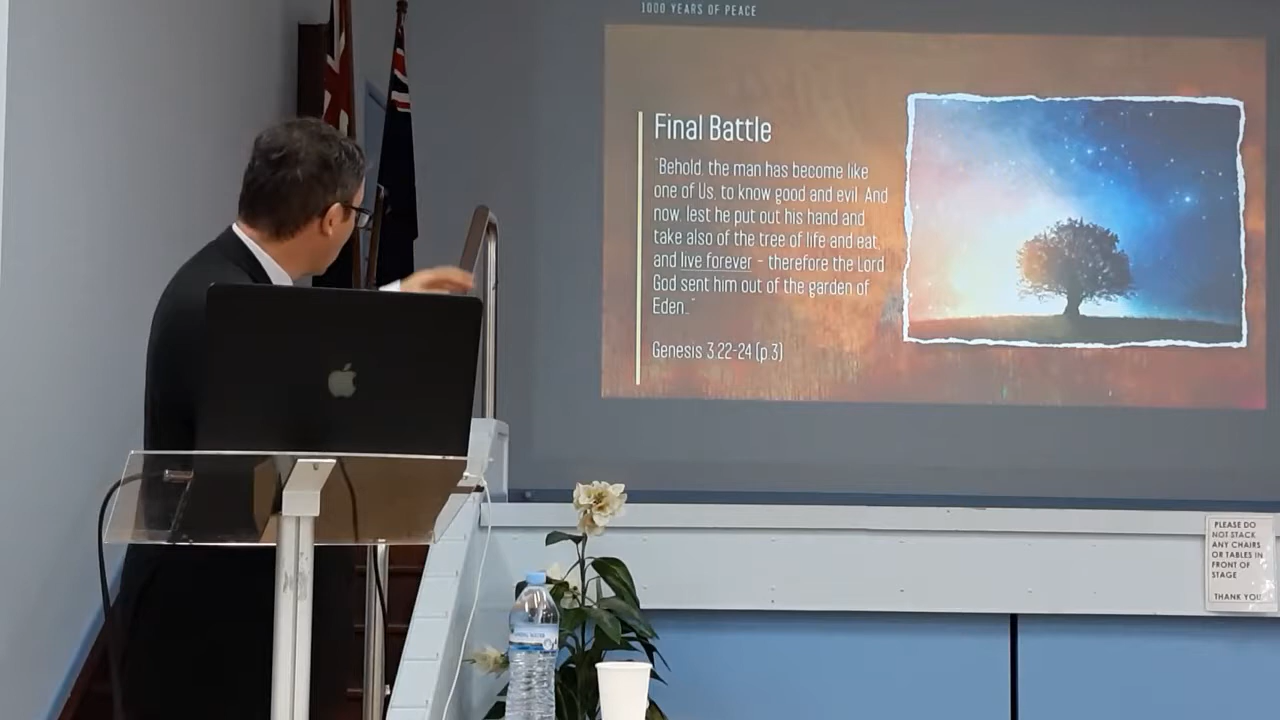 1000 YEARS OF PEACE
Final Battle
"Behold, the man has become like
one of Us, to know good and evil. And
now, lest he put out his hand and
take also of the tree of life and eat,
and live forever - therefore the Lord
God sent him out of the garden of
Eden..."
Genesis 3:22-24 (p 3)
PLEASE DO
NOT STACK
ANY CHAIRS
OR TABLES IN
FRONT OF
STAGE
THANK YOU